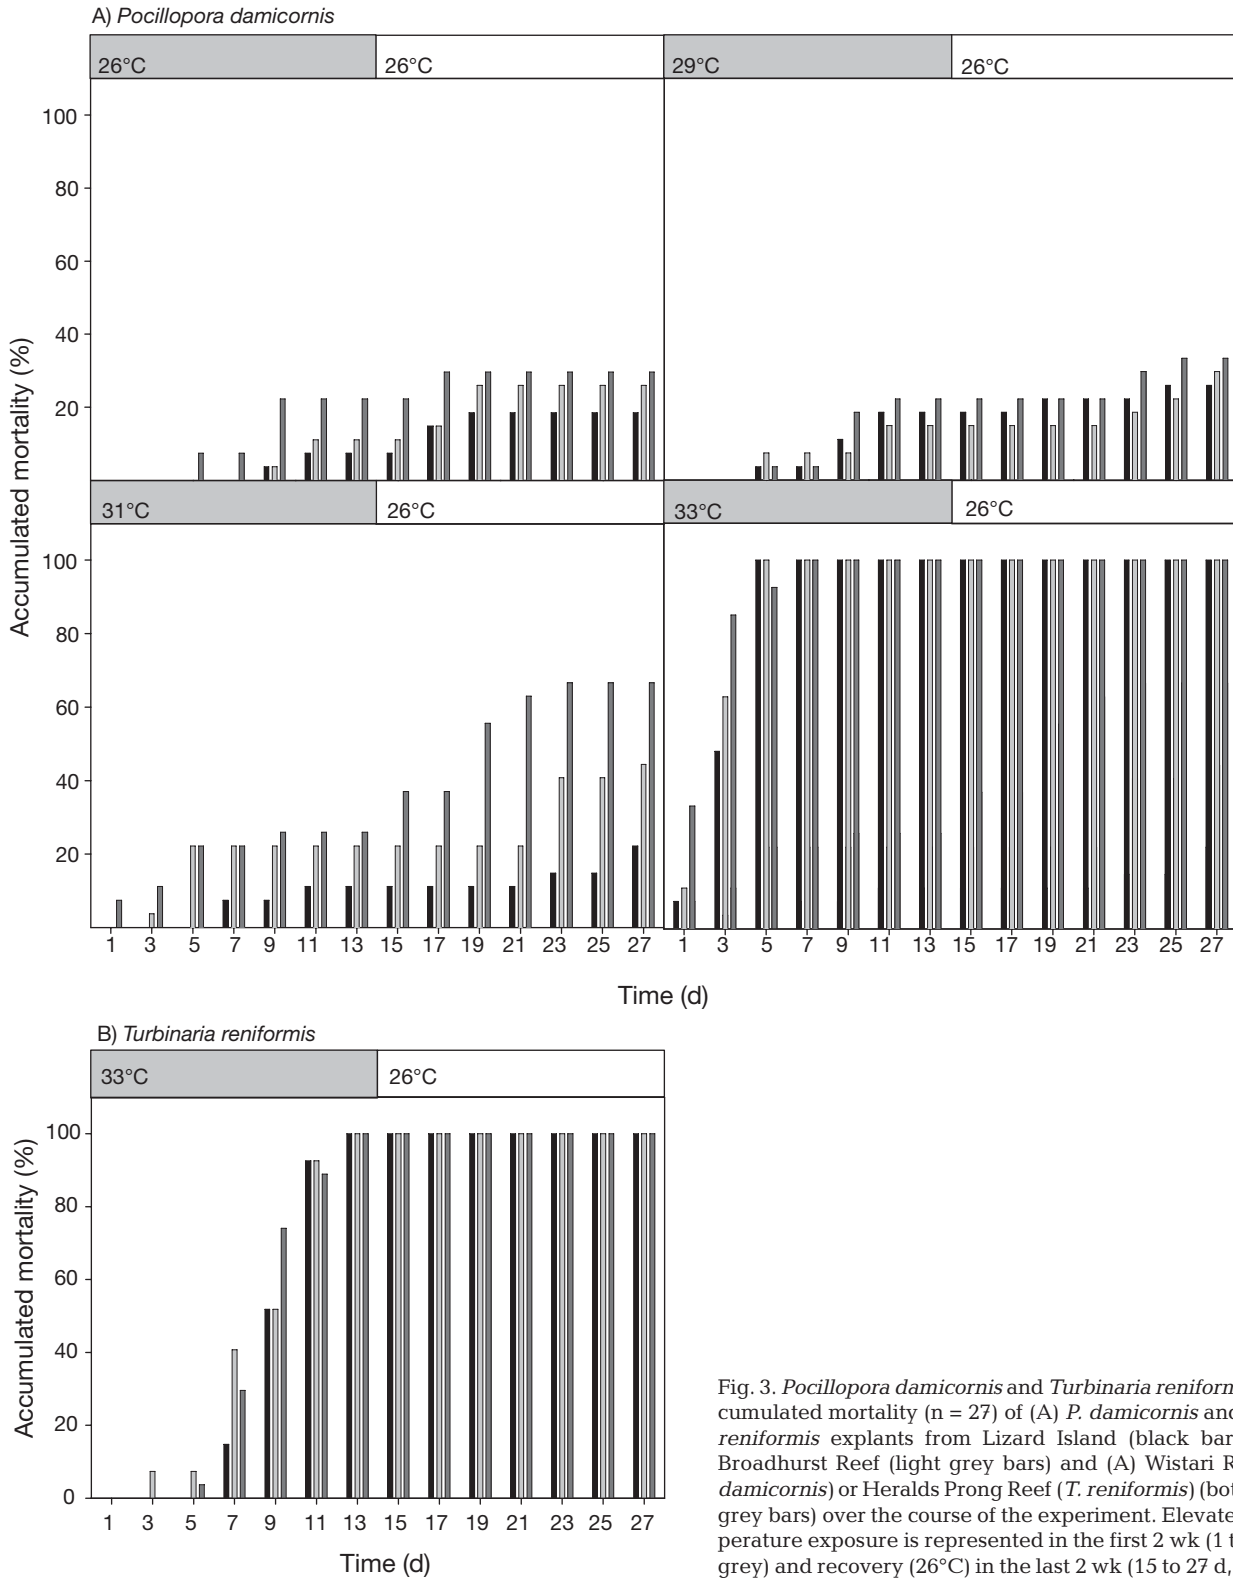 A) Pocillopora damicornis
26°C 26°C 29°C 26°C
100
80
60
40
20
Accumulated mortality (%)
31°C 26°C 33°C 26°C
100
80
60
40
20
1 3 5 7 9 11 13 15 17 19 21 23 25 27 1 3 5 7 9 11 13 15 17 19 21 23 25 27
Time (d)
B) Turbinaria reniformis
33°C 26°C
100
80
60
40
20
0
Accumulated mortality (%)
1 3 5 7 9 11 13 15 17 19 21 23 25 27
Time (d)
Fig. 3. Pocillopora damicornis and Turbinaria reniform
cumulated mortality (n = 27) of (A) P. damicornis and
reniformis explants from Lizard Island (black bar
Broadhurst Reef (light grey bars) and (A) Wistari R
damicornis) or Heralds Prong Reef (T. reniformis) (bot
grey bars) over the course of the experiment. Elevate
perature exposure is represented in the first 2 wk (1 t
grey) and recovery (26°C) in the last 2 wk (15 to 27 d,